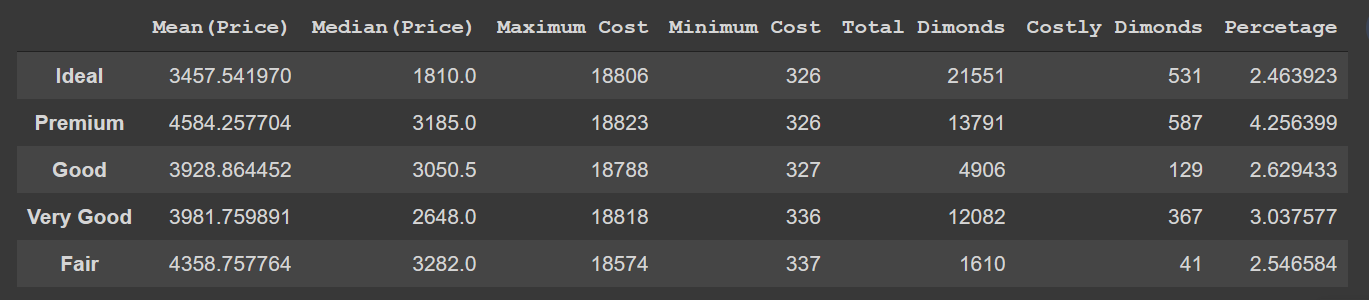 Mean(Price) Median(Price) Maximum Cost Minimum Cost Total Dimonds Costly Dimonds Percetage
Ideal 3457.541970 1810.0 18806 326 21551 531 2.463923
Premium 4584.257704 3185.0 18823 326 13791 587 4.256399
Good 3928.864452 3050.5 18788 327 4906 129 2.629433
Very Good 3981.759891 2648.0 18818 336 12082 367 3.037577
Fair 4358.757764 3282.0 18574 337 1610 41 2.546584